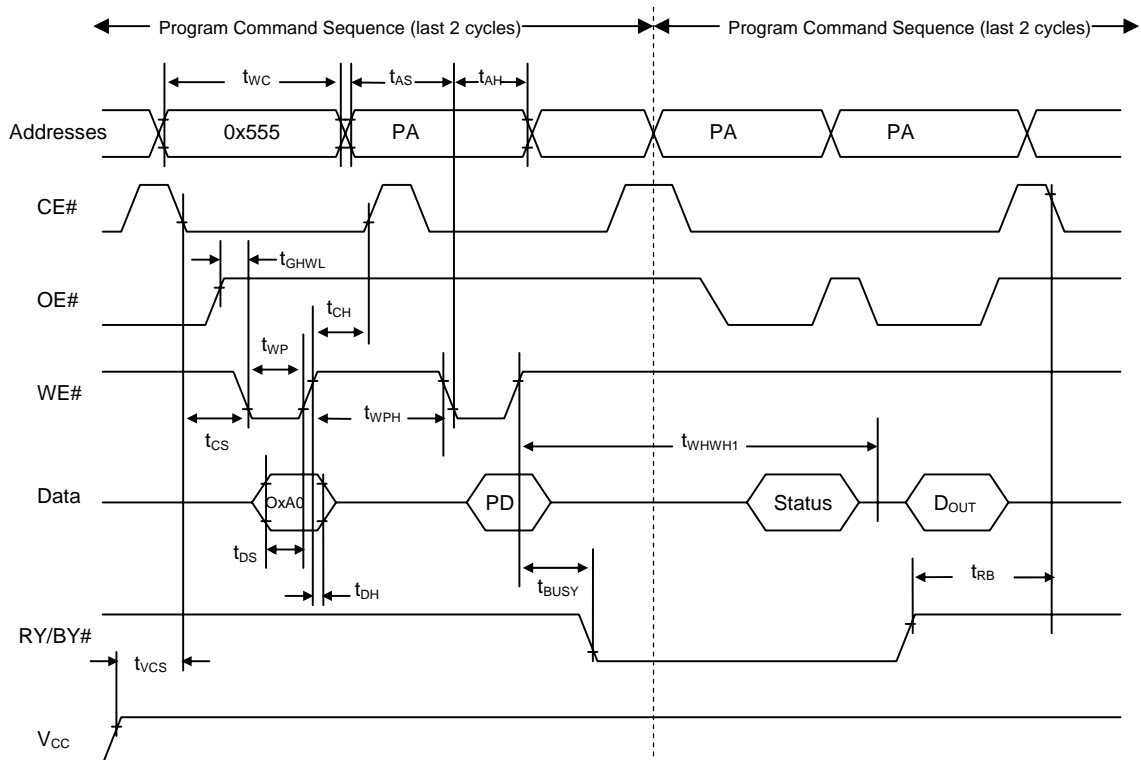 Program Command Sequence (last 2 cycles) Program Command Sequence (last 2 cycles)
tWC tAS tAH
Addresses 0x555 PA PA PA
CE#
tGHWL
OE#
tCH
tWP
WE#
tWPH
tCS tWHWH1
Data OxA0 PD Status DOUT
tDS tDH tBUSY tRB
RY/BY#
tVCS
VCC